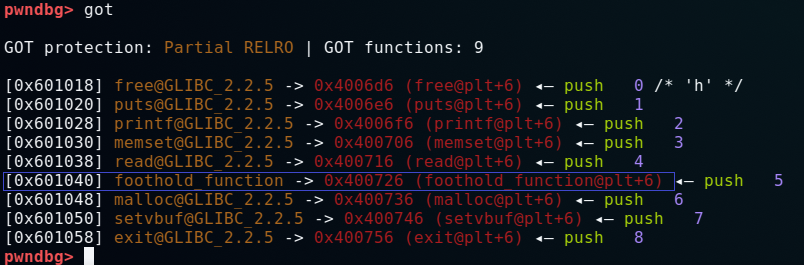 pwndbg> got
GOT protection: Partial RELRO | GOT functions: 9
[0x601018] free@GLIBC_2.2.5 -> 0x4006d6 (free@plt+6) ◂— push   0 /* 'h' */
[0x601020] puts@GLIBC_2.2.5 -> 0x4006e6 (puts@plt+6) ◂— push   1
[0x601028] printf@GLIBC_2.2.5 -> 0x4006f6 (printf@plt+6) ◂— push   2
[0x601030] memset@GLIBC_2.2.5 -> 0x400706 (memset@plt+6) ◂— push   3
[0x601038] read@GLIBC_2.2.5 -> 0x400716 (read@plt+6) ◂— push   4
[0x601040] foothold_function -> 0x400726 (foothold_function@plt+6) ◂— push   5
[0x601048] malloc@GLIBC_2.2.5 -> 0x400736 (malloc@plt+6) ◂— push   6
[0x601050] setvbuf@GLIBC_2.2.5 -> 0x400746 (setvbuf@plt+6) ◂— push   7
[0x601058] exit@GLIBC_2.2.5 -> 0x400756 (exit@plt+6) ◂— push   8
pwndbg>